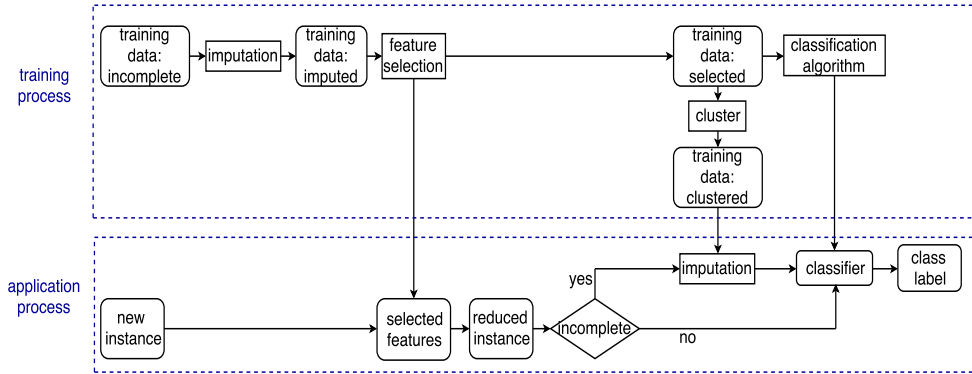 training
process
training
data:
incomplete
imputation
training
data:
imputed
feature
selection
training
data:
selected
classification
algorithm
cluster
training
data:
clustered
application
process
new
instance
selected
features
reduced
instance
incomplete
yes
no
imputation
classifier
class
label